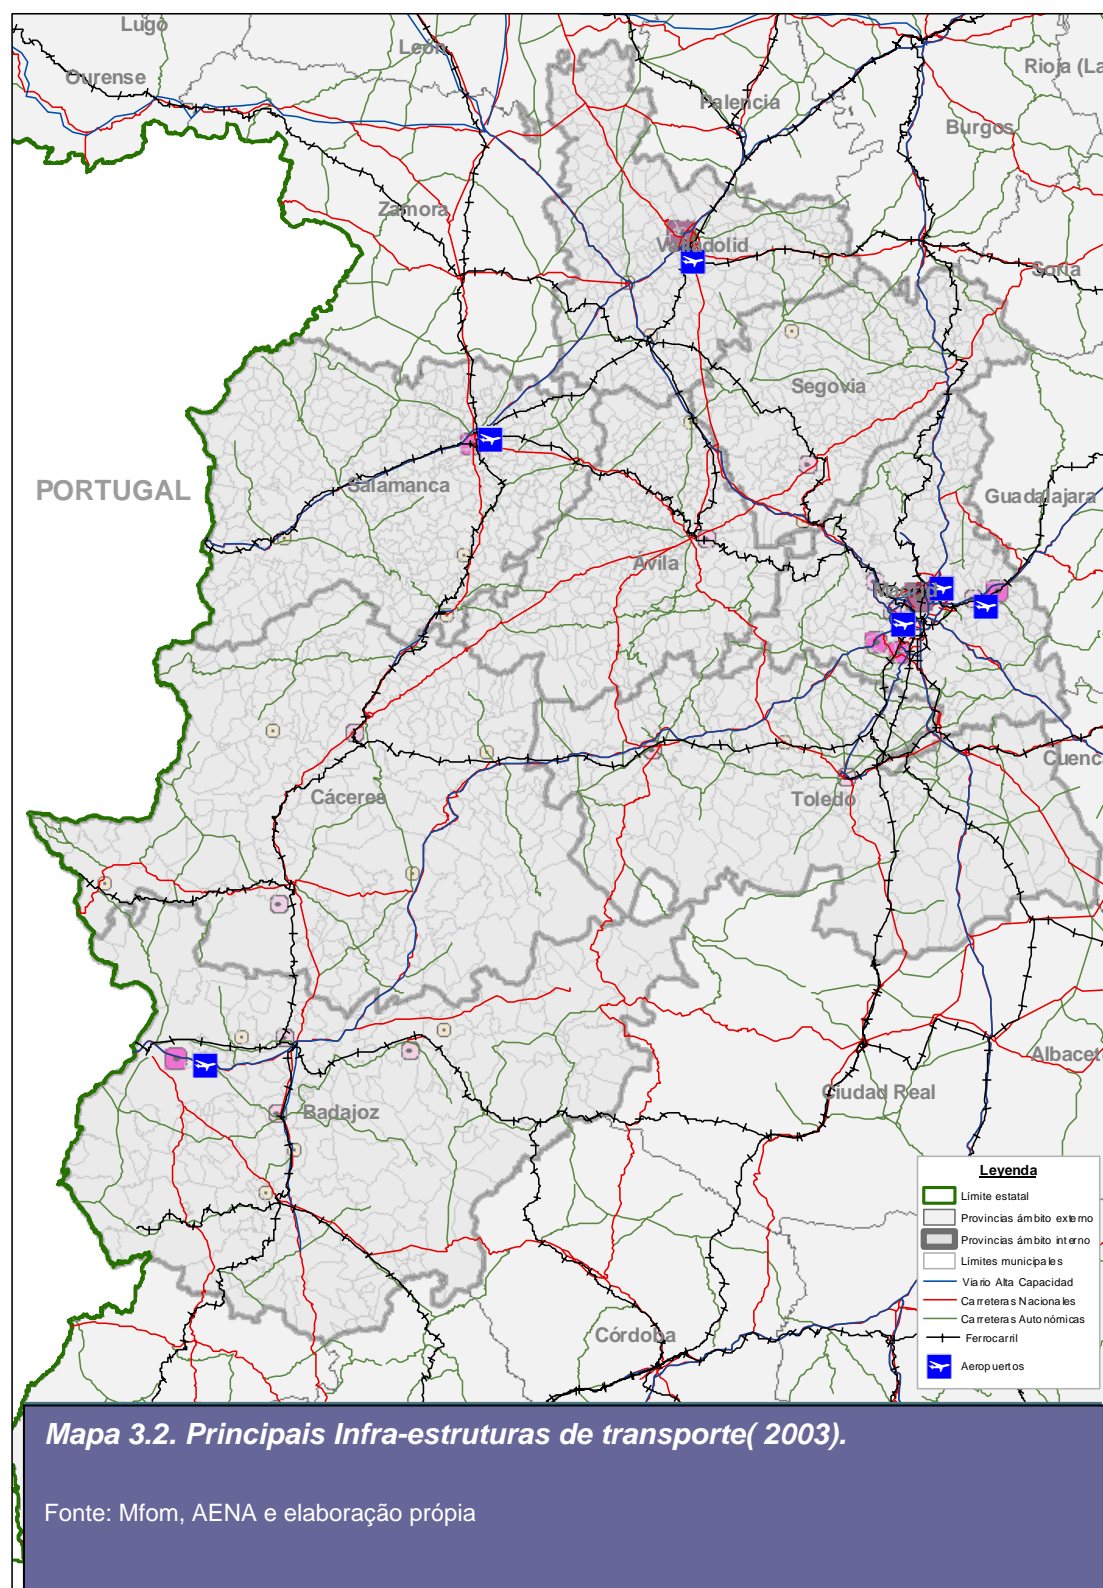 Lugo
León
Ourense
Rioja (La
Palencia
Burgos
Zamora
Valladolid
Soria
Segovia
PORTUGAL
Salamanca
Guadalajara
Ávila
Madrid
Cuenc
Cáceres
Toledo
Albacet
Ciudad Real
Badajoz
Córdoba
Leyenda
Límite estatal
Provincias ámbito externo
Provincias ámbito interno
Límites municipales
Viario Alta Capacidad
Carreteras Nacionales
Carreteras Autonómicas
Ferrocarril
Aeropuertos
Mapa 3.2. Principais Infra-estruturas de transporte( 2003).
Fonte: Mfom, AENA e elaboração própia